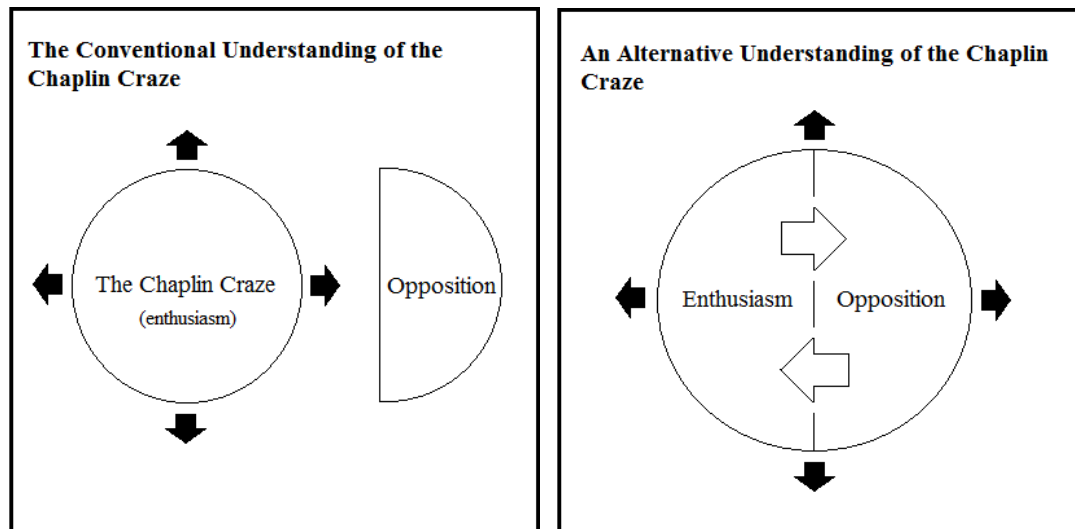 The Conventional Understanding of the
Chaplin Craze
The Chaplin Craze
(enthusiasm)
Opposition
An Alternative Understanding of the Chaplin
Craze
Enthusiasm
Opposition